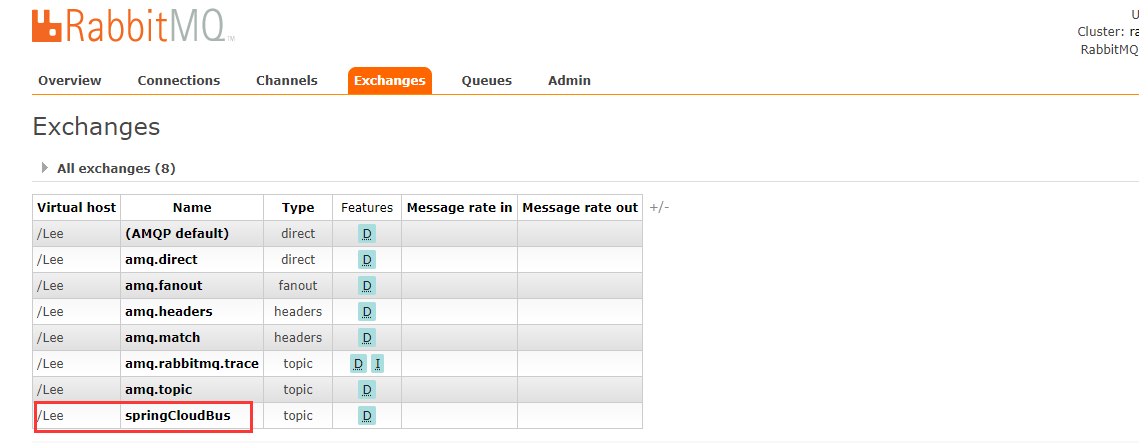 RabbitMQ TM
U
Cluster: ra
RabbitMQ
Overview Connections Channels Exchanges Queues Admin
Exchanges
All exchanges (8)
Virtual host Name Type Features Message rate in Message rate out +/-
/Lee (AMQP default) direct D
/Lee amq.direct direct D
/Lee amq.fanout fanout D
/Lee amq.headers headers D
/Lee amq.match headers D
/Lee amq.rabbitmq.trace topic D I
/Lee amq.topic topic D
/Lee springCloudBus topic D